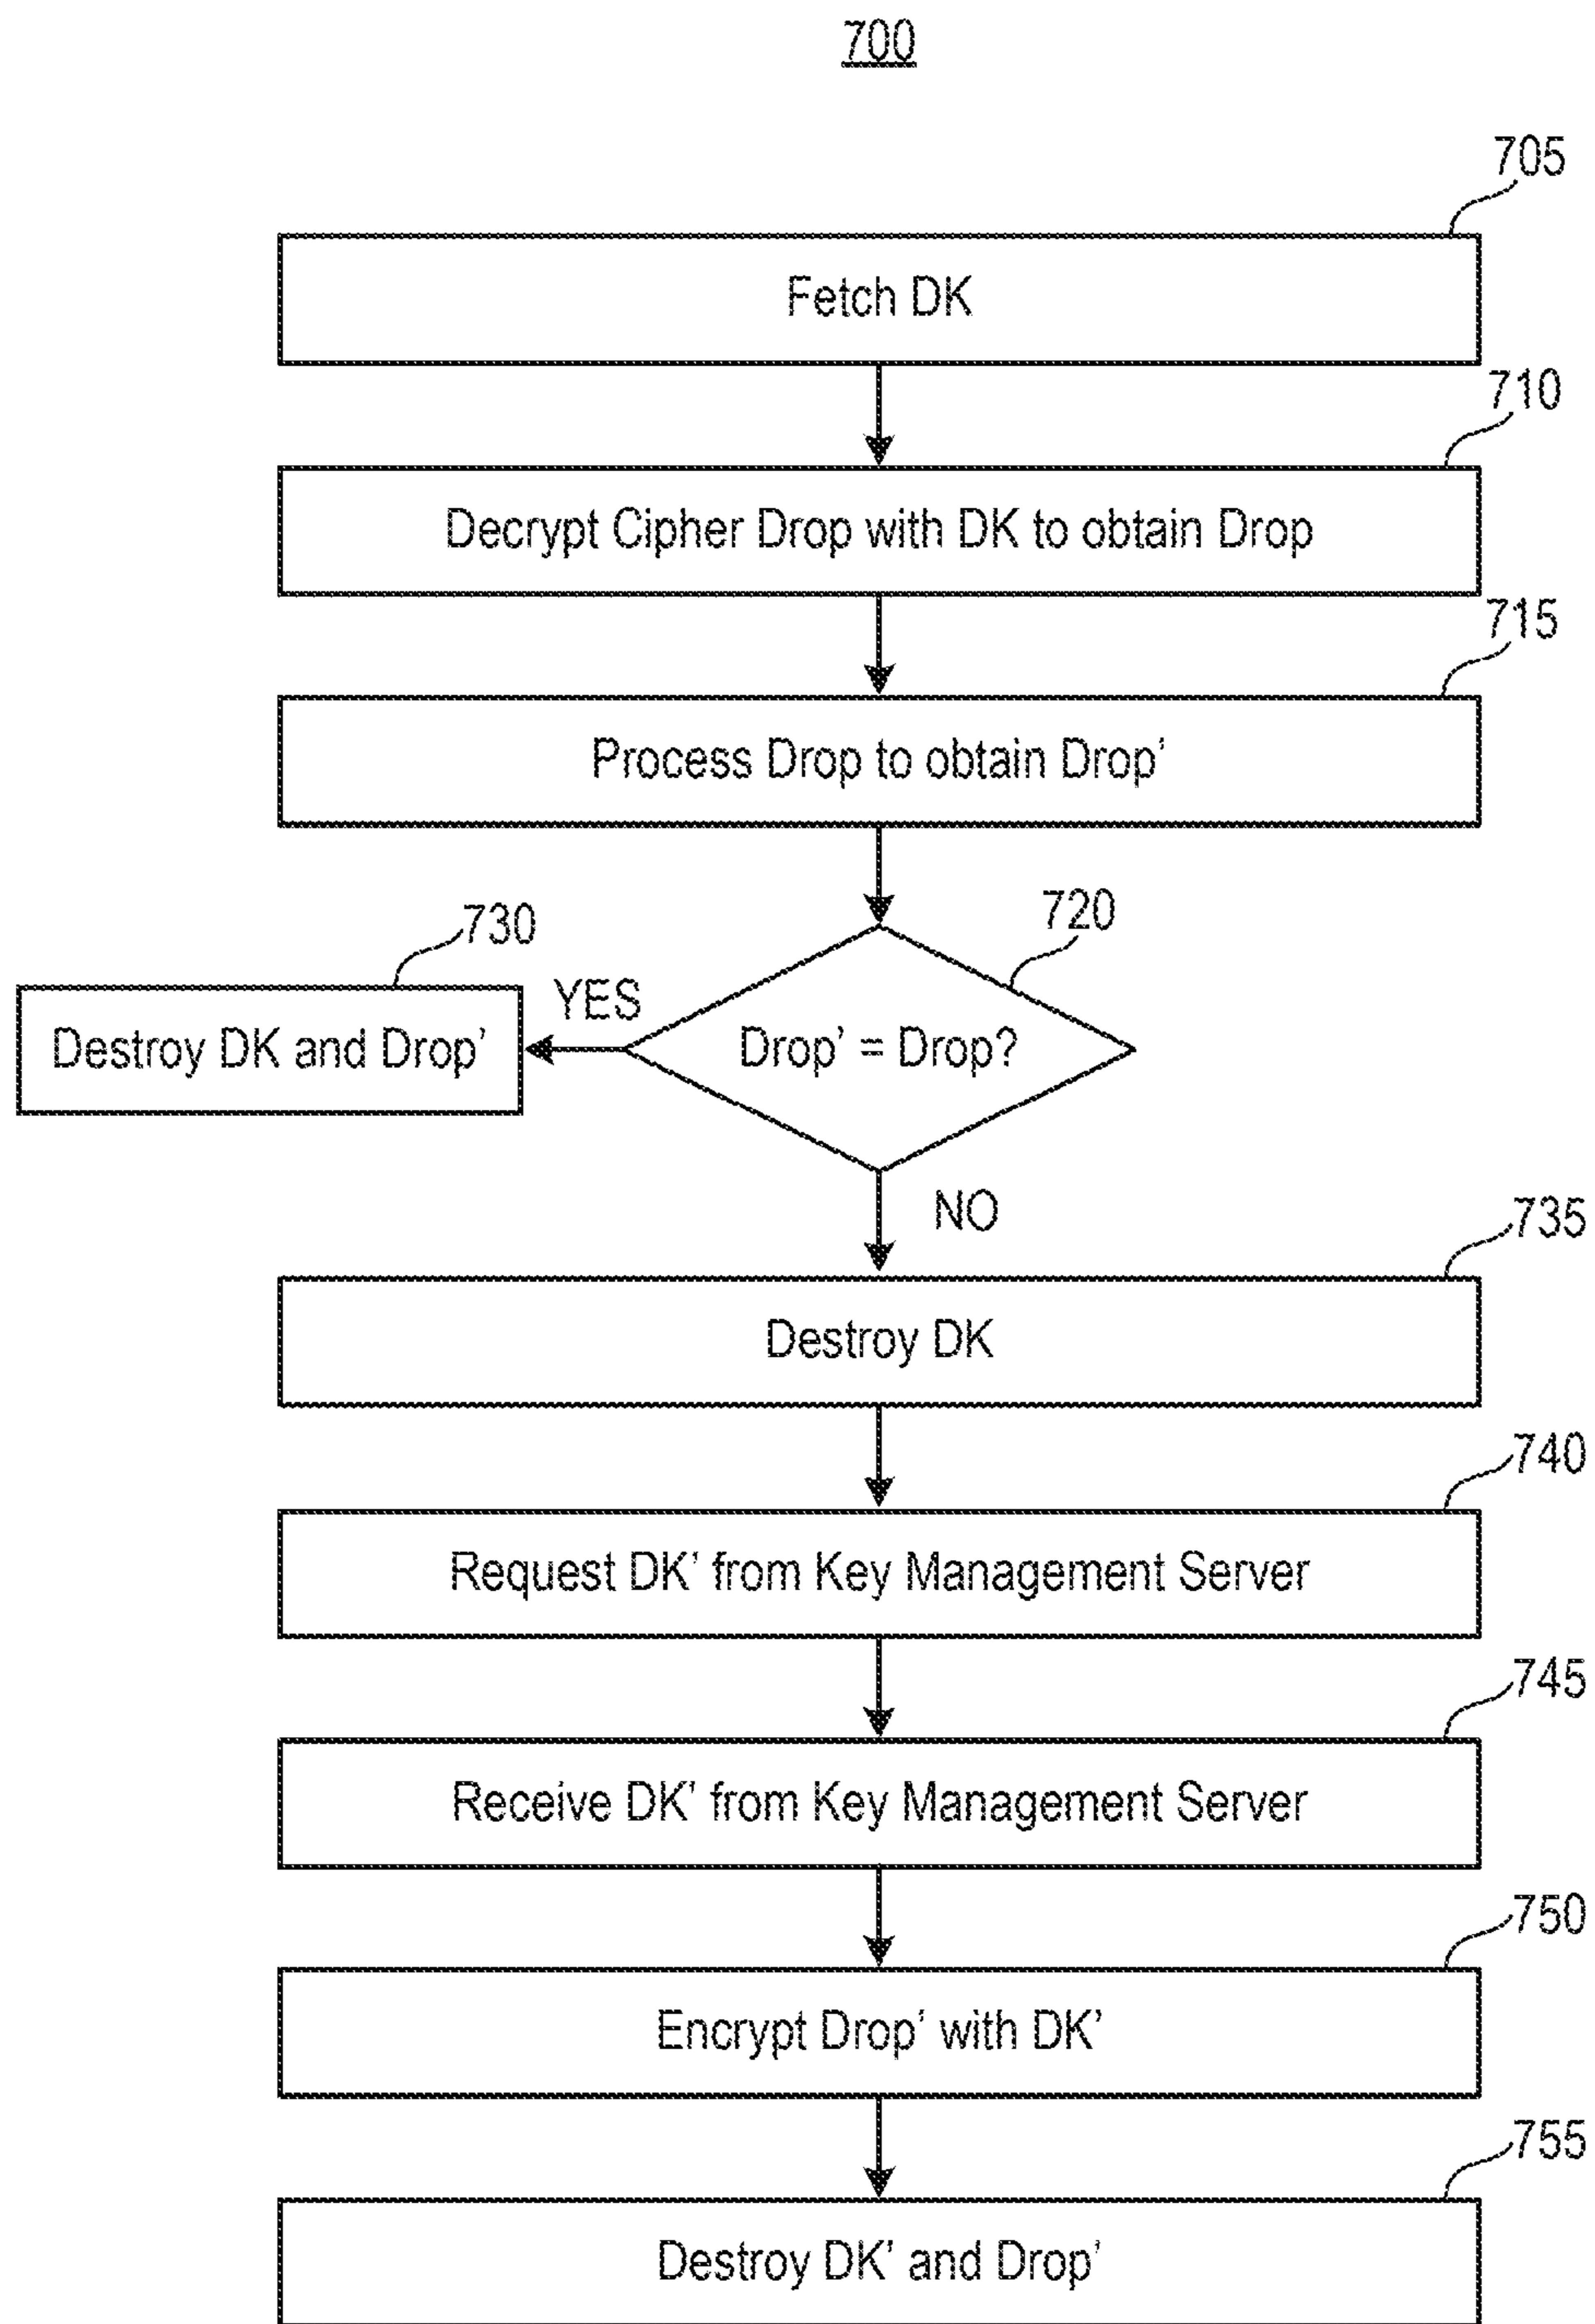 700
705
Fetch DK
710
Decrypt Cipher Drop with DK to obtain Drop
715
Process Drop to obtain Drop’
720
730
YES
Destroy DK and Drop’
Drop’ = Drop?
NO
735
Destroy DK
740
Request DK’ from Key Management Server
745
Receive DK’ from Key Management Server
750
Encrypt Drop’ with DK’
755
Destroy DK’ and Drop’